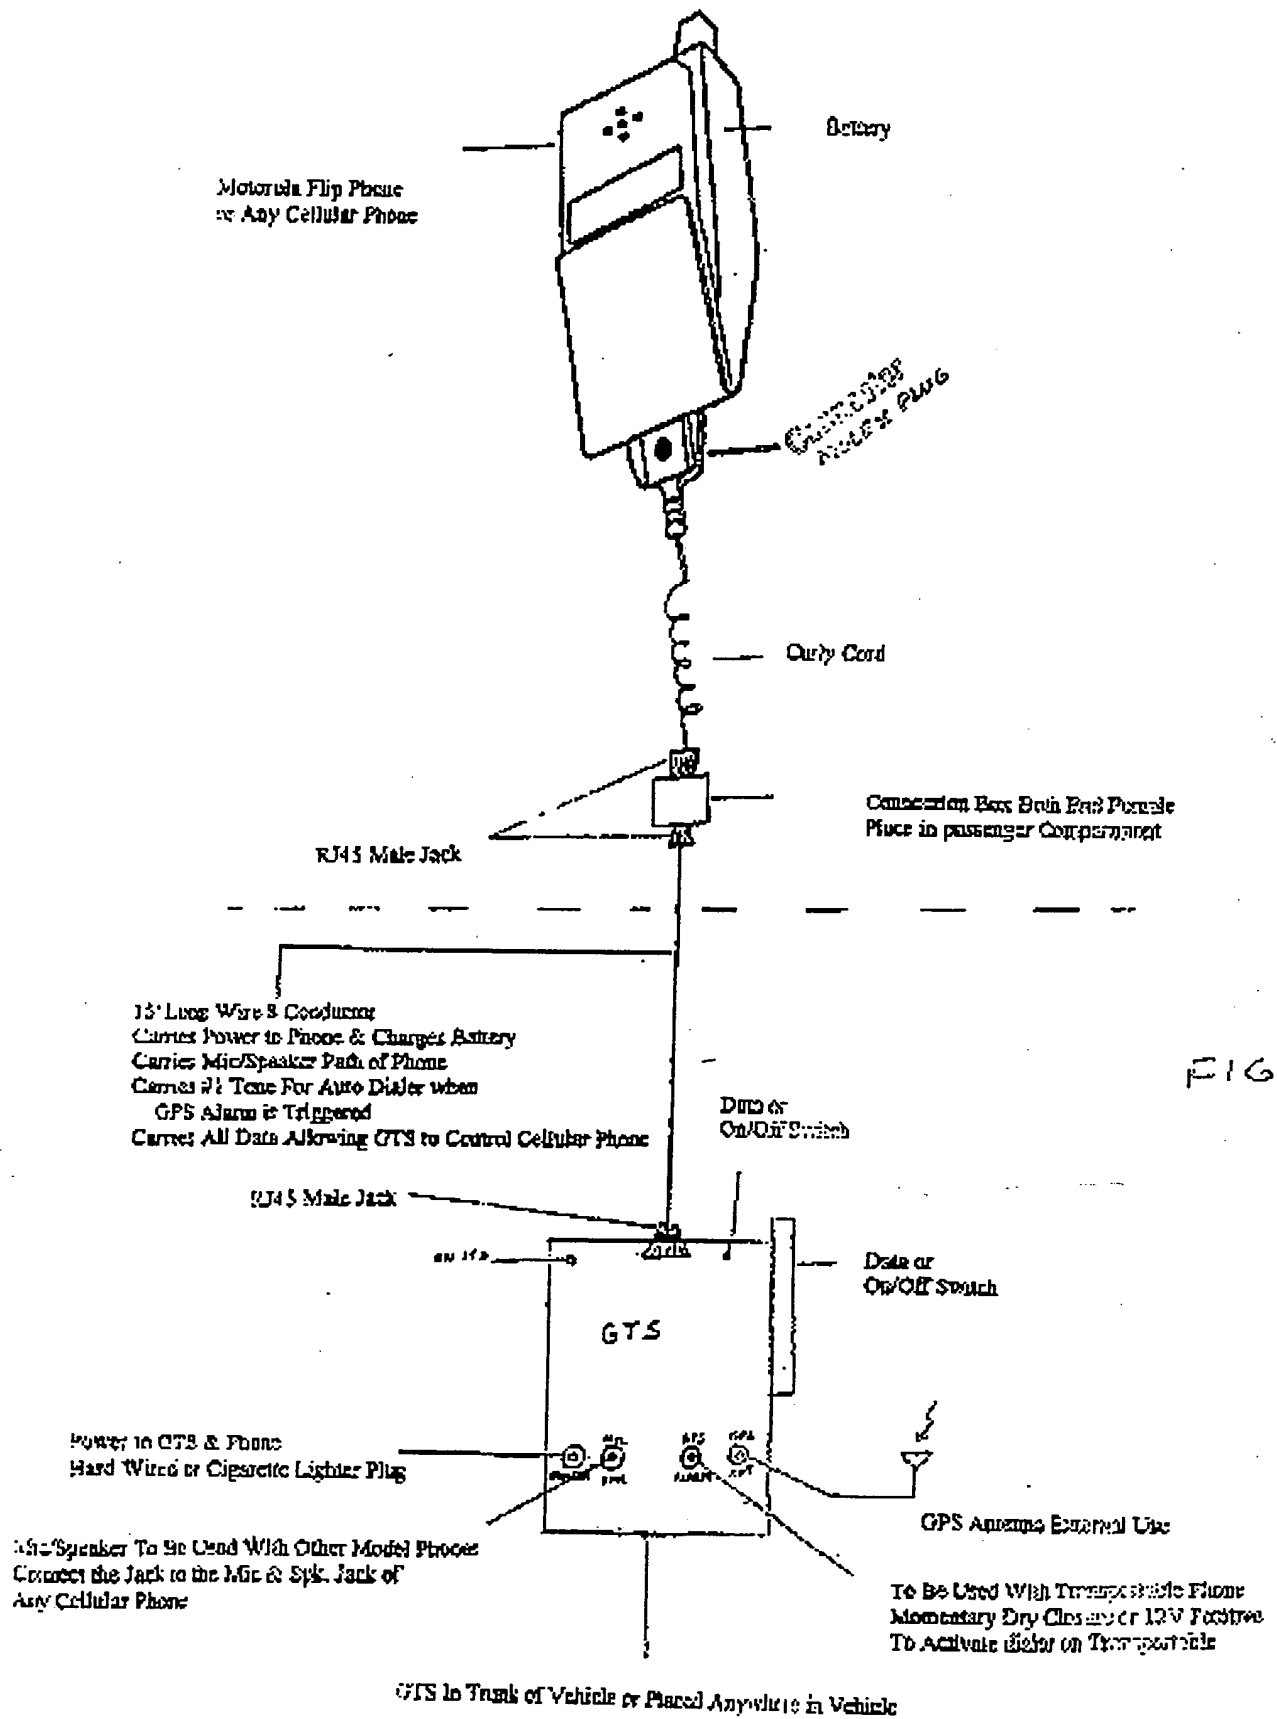 Battery
Motorola Flip Phone
or Any Cellular Phone
Connector
PLUG
Curly Cord
Connection Box Both End Female
Place in passenger Compartment
RJ45 Male Jack
15' Long Wire 8 Conductor
Carries Power to Phone & Charges Battery
Carries Mic/Speaker Path of Phone
Carries #1 Tone For Auto Dialer when
GPS Alarm is Triggered
Carries All Data Allowing GTS to Control Cellular Phone
FIG
Data or
On/Off Switch
RJ45 Male Jack
Data or
On/Off Switch
GTS
Power to GTS & Phone
Hard Wired or Cigarette Lighter Plug
GPS Antenna External Use
Mic/Speaker To Be Used With Other Model Phones
Connect the Jack to the Mic & Spk. Jack of
Any Cellular Phone
To Be Used With Transportable Phone
Momentary Dry Closure or 12V Positive
To Activate dialer on Transportable
GTS In Trunk of Vehicle or Placed Anywhere in Vehicle